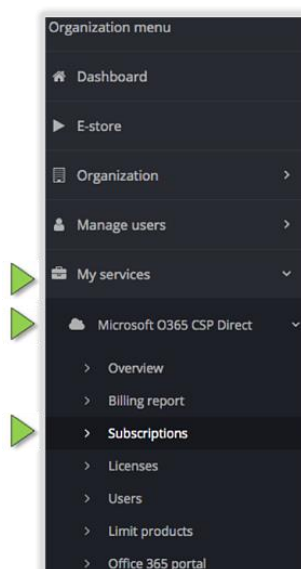 Organization menu
Dashboard
E-store
Organization
Manage users
My services
Microsoft O365 CSP Direct
Overview
Billing report
Subscriptions
Licenses
Users
Limit products
Office 365 portal